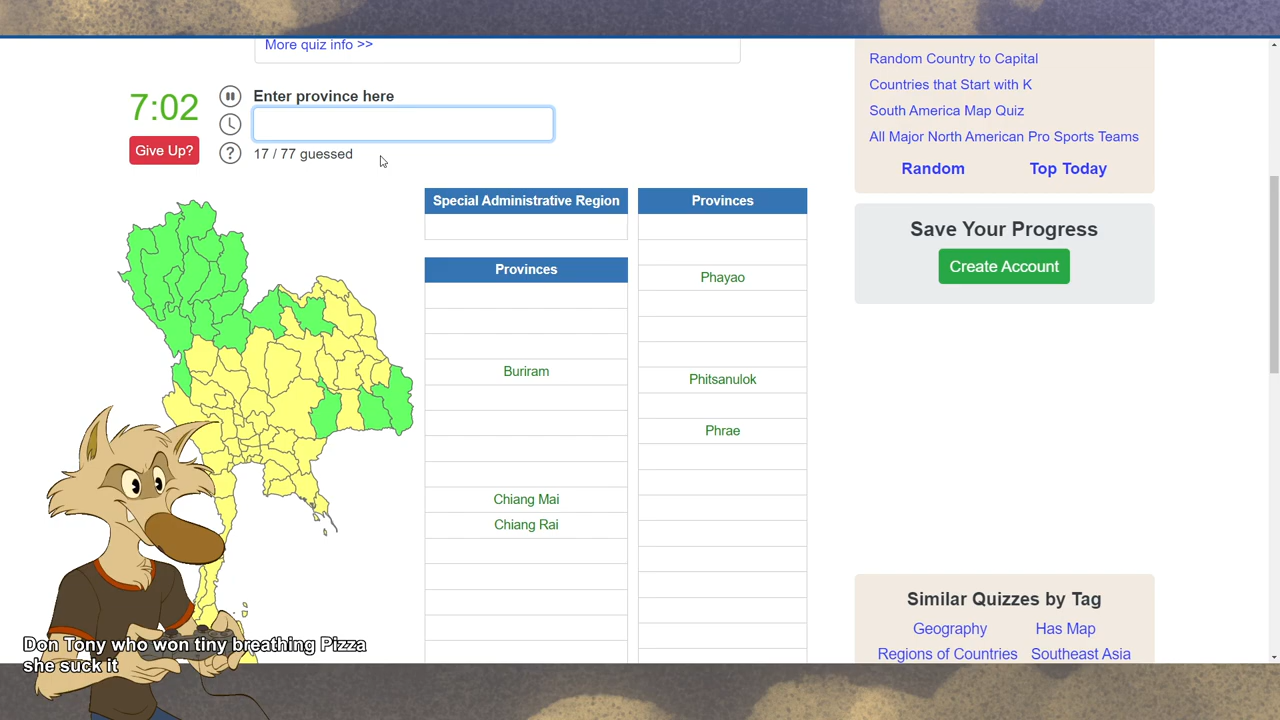 More quiz info >>
7:02
Enter province here
Give Up?
17 / 77 guessed
?
Special Administrative Region
Provinces
Buriram
Chiang Mai
Chiang Rai
Provinces
Phayao
Phitsanulok
Phrae
Random Country to Capital
Countries that Start with K
South America Map Quiz
All Major North American Pro Sports Teams
Random Top Today
Save Your Progress
Create Account
Similar Quizzes by Tag
Geography Has Map
Regions of Countries Southeast Asia
Don Tony who won tiny breathing Pizza
she suck it